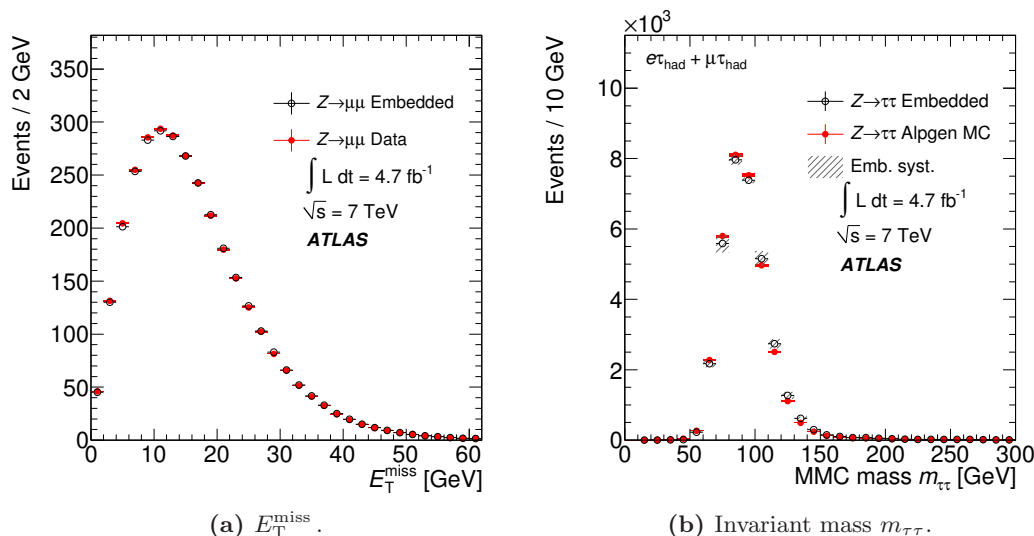 Events / 2 GeV
350
300
250
200
150
100
50
0
0 10 20 30 40 50 60
E_T^miss [GeV]
Z→μμ Embedded
Z→μμ Data
∫ L dt = 4.7 fb⁻¹
√s = 7 TeV
ATLAS
(a) E_T^miss.
×10³
Events / 10 GeV
10
8
6
4
2
0
0 50 100 150 200 250 300
MMC mass m_ττ [GeV]
eτ_had + μτ_had
Z→ττ Embedded
Z→ττ Alpgen MC
Emb. syst.
∫ L dt = 4.7 fb⁻¹
√s = 7 TeV
ATLAS
(b) Invariant mass m_ττ.